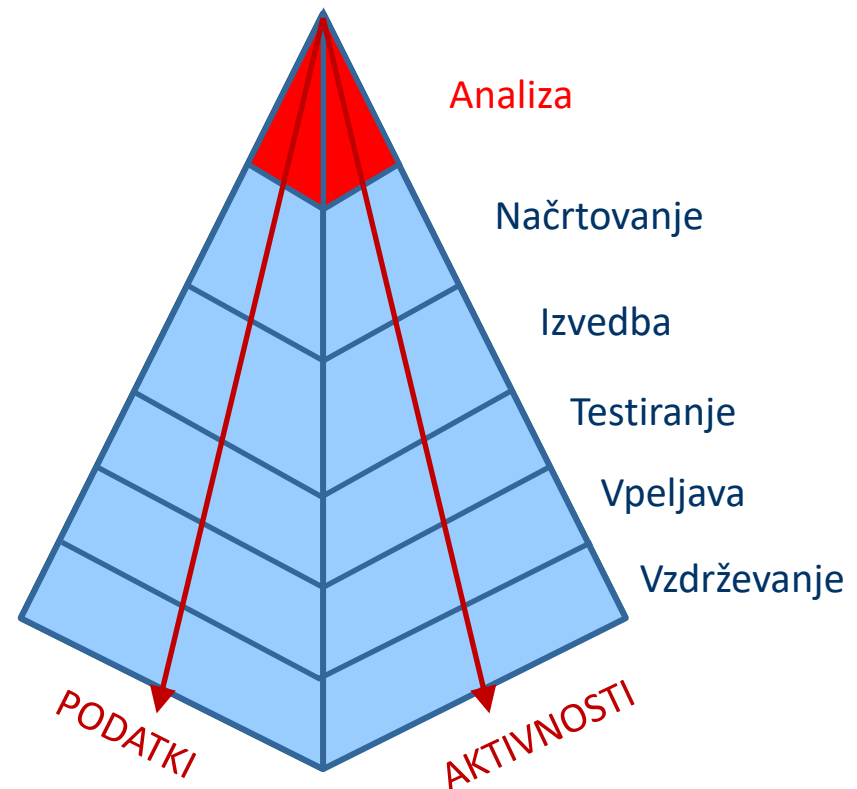 Analiza
Načrtovanje
Izvedba
Testiranje
Vpeljava
Vzdrževanje
PODATKI
AKTIVNOSTI